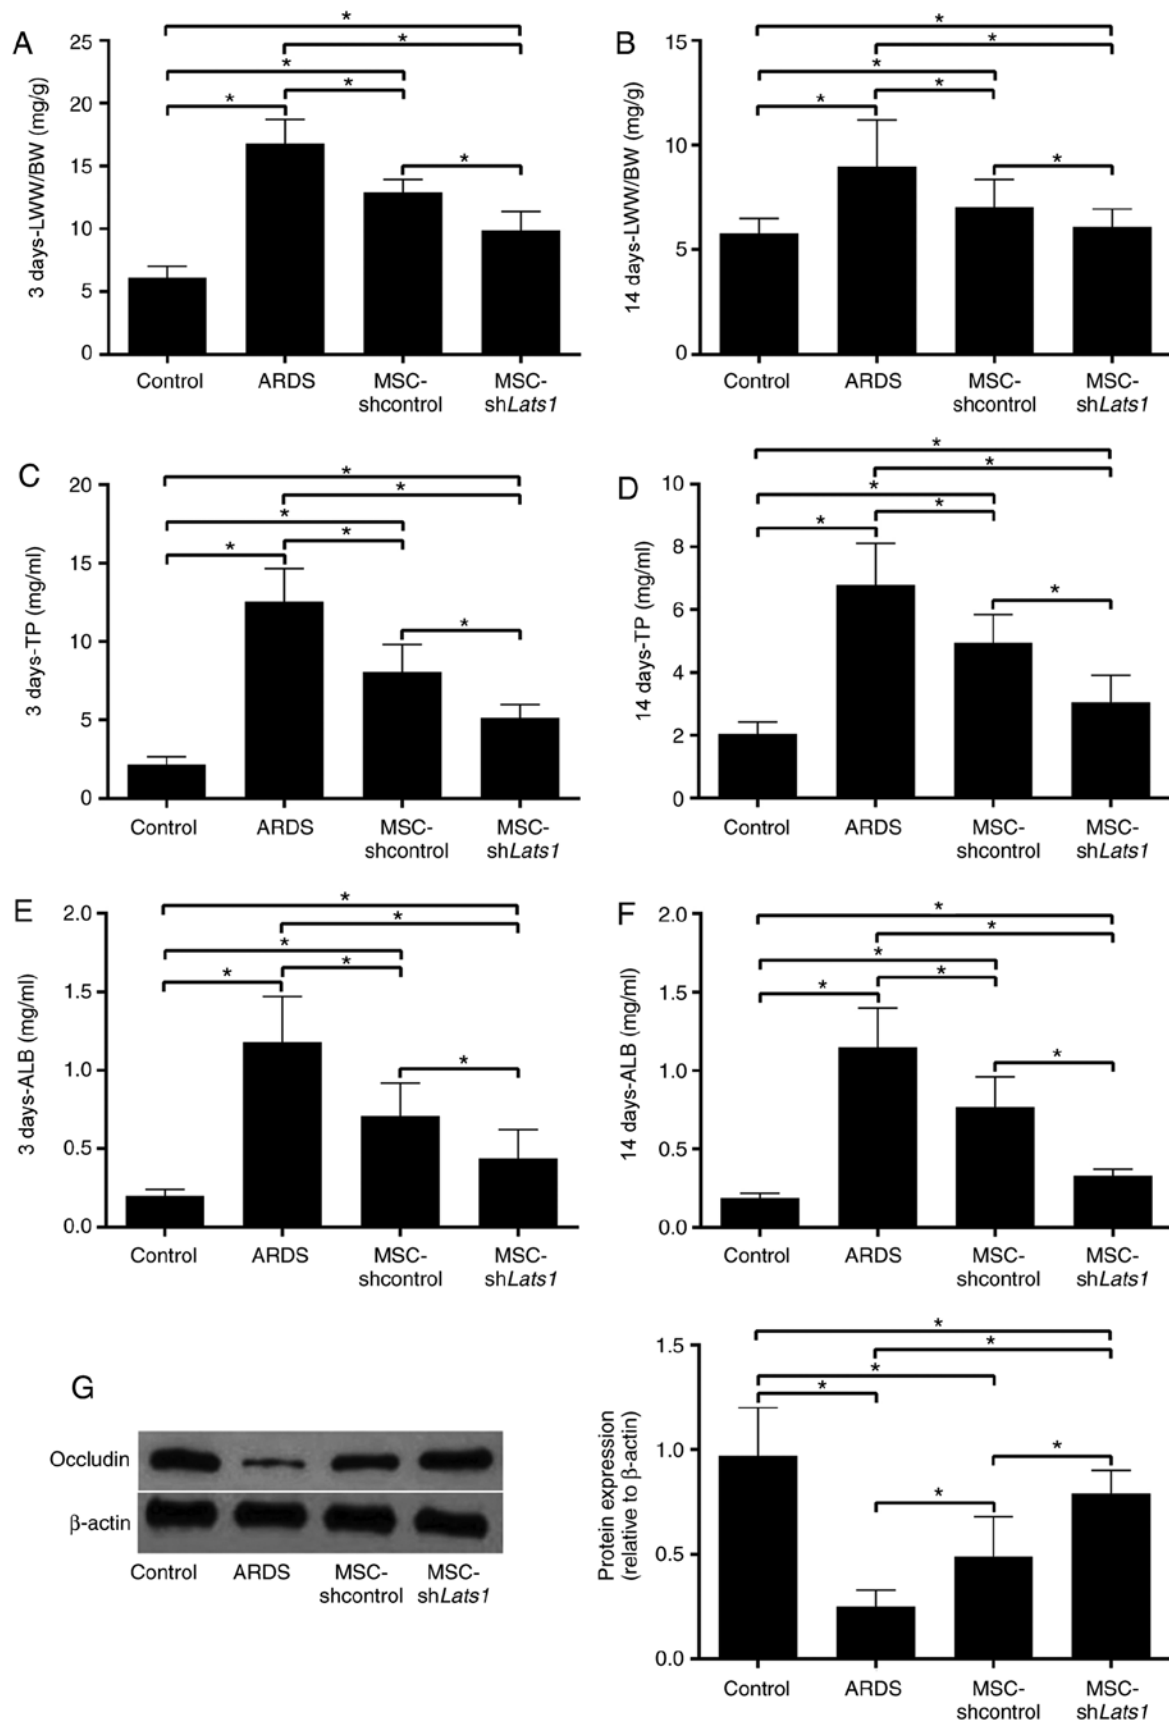 A
3 days-LWW/BW (mg/g)
25
20
15
10
5
0
* * * * * *
Control
ARDS
MSC-
shcontrol
MSC-
shLats1
B
14 days-LWW/BW (mg/g)
15
10
5
0
* * * * * *
Control
ARDS
MSC-
shcontrol
MSC-
shLats1
C
3 days-TP (mg/ml)
20
15
10
5
0
* * * * * *
Control
ARDS
MSC-
shcontrol
MSC-
shLats1
D
14 days-TP (mg/ml)
10
8
6
4
2
0
* * * * * *
Control
ARDS
MSC-
shcontrol
MSC-
shLats1
E
3 days-ALB (mg/ml)
2.0
1.5
1.0
0.5
0.0
* * * * * *
Control
ARDS
MSC-
shcontrol
MSC-
shLats1
F
14 days-ALB (mg/ml)
2.0
1.5
1.0
0.5
0.0
* * * * * *
Control
ARDS
MSC-
shcontrol
MSC-
shLats1
G
Occludin
β-actin
Control
ARDS
MSC-
shcontrol
MSC-
shLats1
Protein expression
(relative to β-actin)
1.5
1.0
0.5
0.0
* * * * * *
Control
ARDS
MSC-
shcontrol
MSC-
shLats1